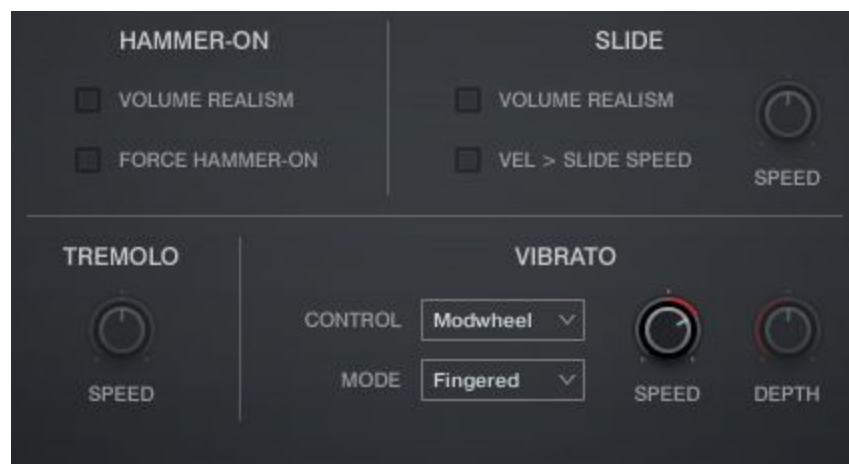 HAMMER-ON
VOLUME REALISM
FORCE HAMMER-ON
SLIDE
VOLUME REALISM
VEL > SLIDE SPEED
SPEED
TREMOLO
SPEED
VIBRATO
CONTROL Modwheel
MODE Fingered
SPEED
DEPTH